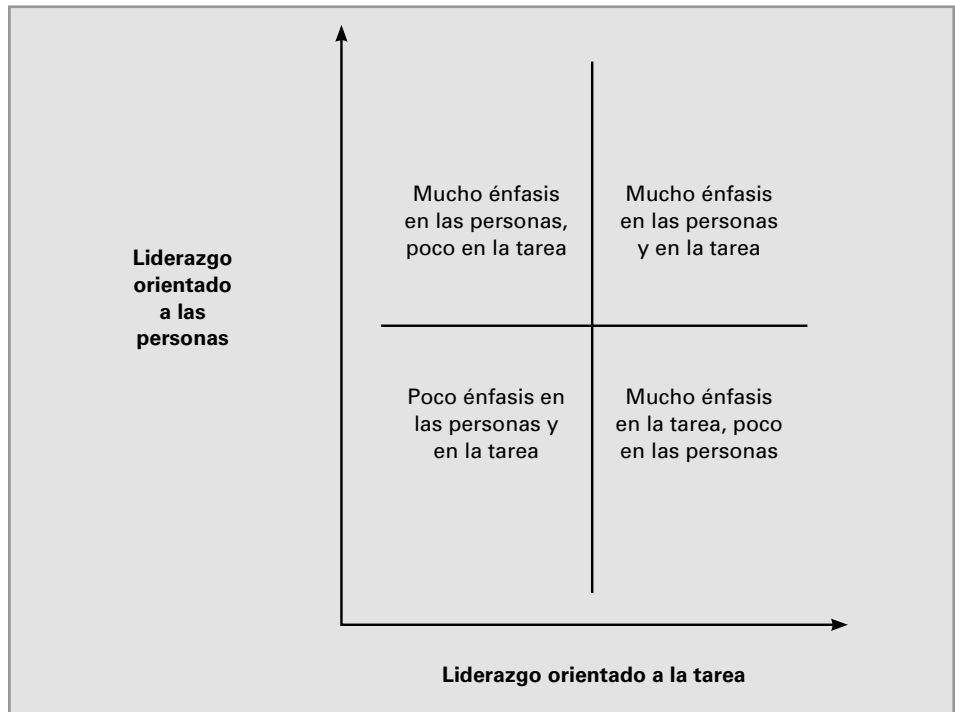 Mucho énfasis
en las personas,
poco en la tarea
Mucho énfasis
en las personas
y en la tarea
Liderazgo
orientado
a las
personas
Poco énfasis en
las personas y
en la tarea
Mucho énfasis
en la tarea, poco
en las personas
Liderazgo orientado a la tarea